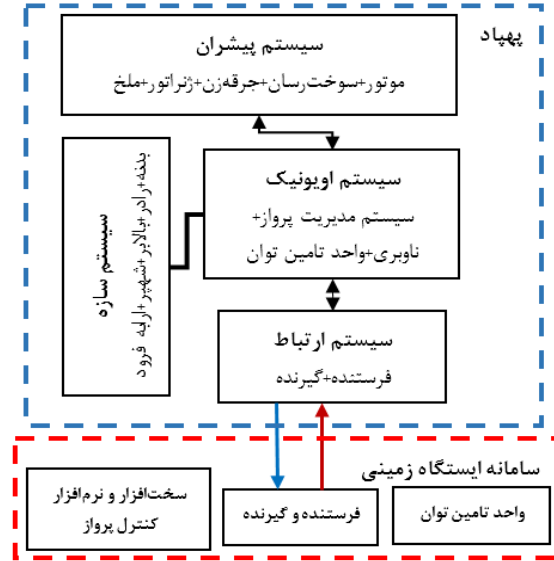 پهپاد
سیستم پیشران
موتور+سوخت‌رسان+جرقه‌زن+ژنراتور+ملخ
سیستم اویونیک
سیستم مدیریت پرواز+
ناوبری+واحد تامین توان
سیستم سازه
بدنه+رادر+بالابر+شهپر+ارابه فرود
سیستم ارتباط
فرستنده+گیرنده
سامانه ایستگاه زمینی
واحد تامین توان
فرستنده و گیرنده
سخت‌افزار و نرم‌افزار
کنترل پرواز